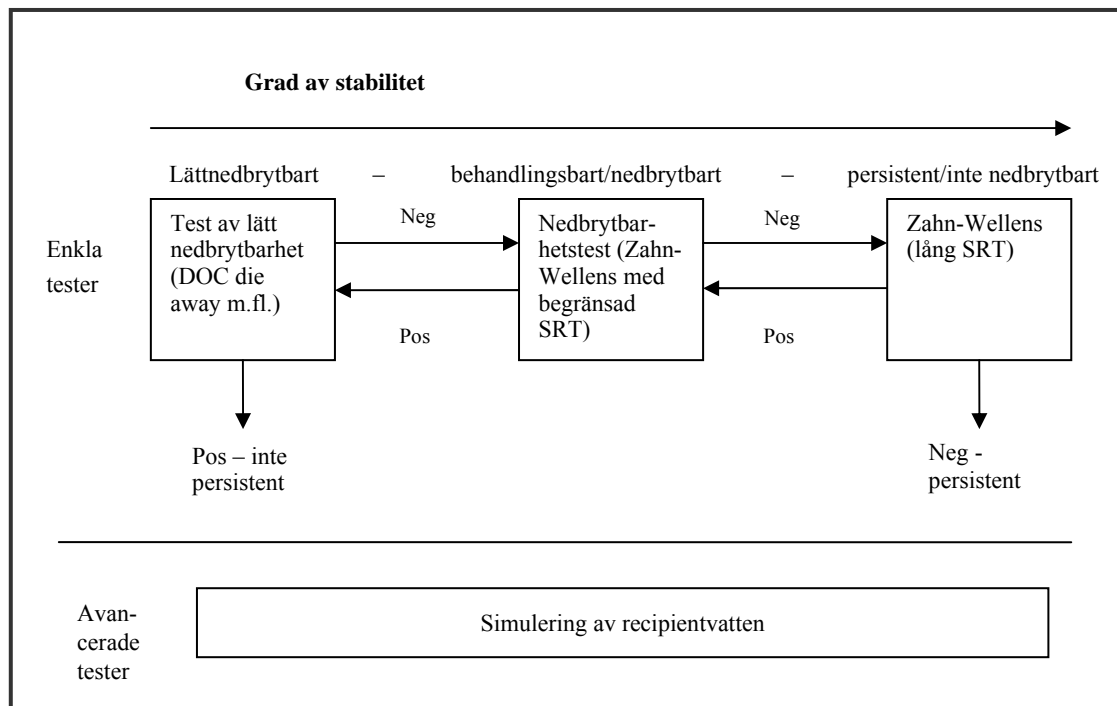 Grad av stabilitet
Lättnedbrytbart – behandlingsbart/nedbrytbart – persistent/inte nedbrytbart
Enkla
tester
Test av lätt
nedbrytbarhet
(DOC die
away m.fl.)
Neg
Pos
Nedbrytbar-
hetstest (Zahn-
Wellens med
begränsad
SRT)
Neg
Pos
Zahn-Wellens
(lång SRT)
Pos – inte
persistent
Neg -
persistent
Avan-
cerade
tester
Simulering av recipientvatten